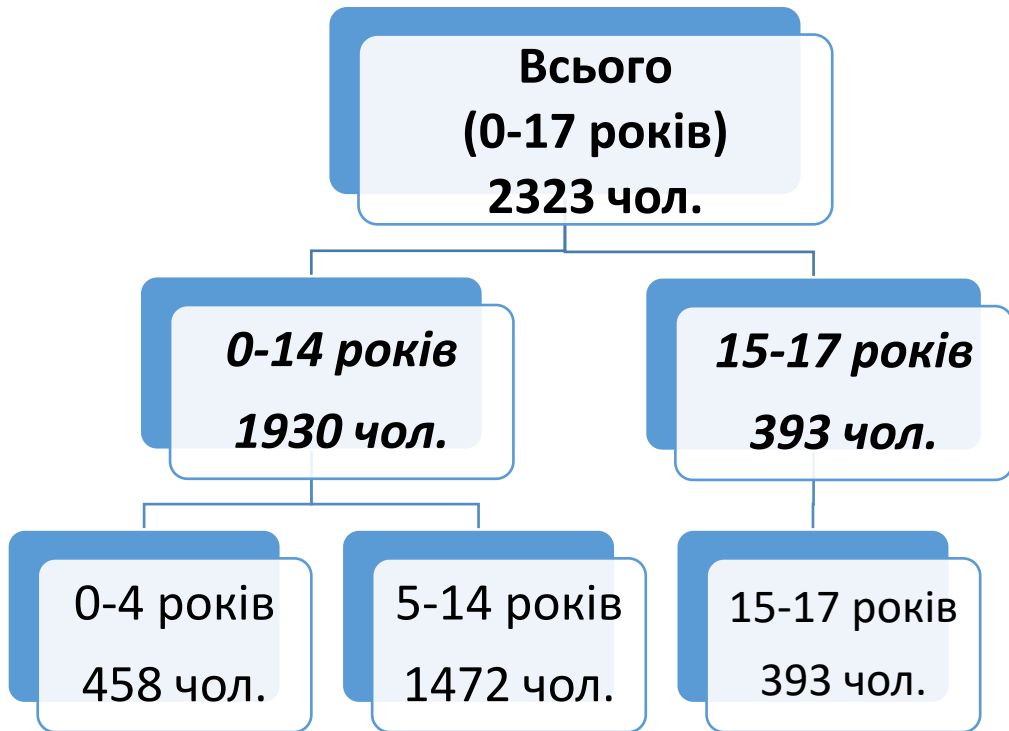 Всього
(0-17 років)
2323 чол.
0-14 років
1930 чол.
15-17 років
393 чол.
0-4 років
458 чол.
5-14 років
1472 чол.
15-17 років
393 чол.